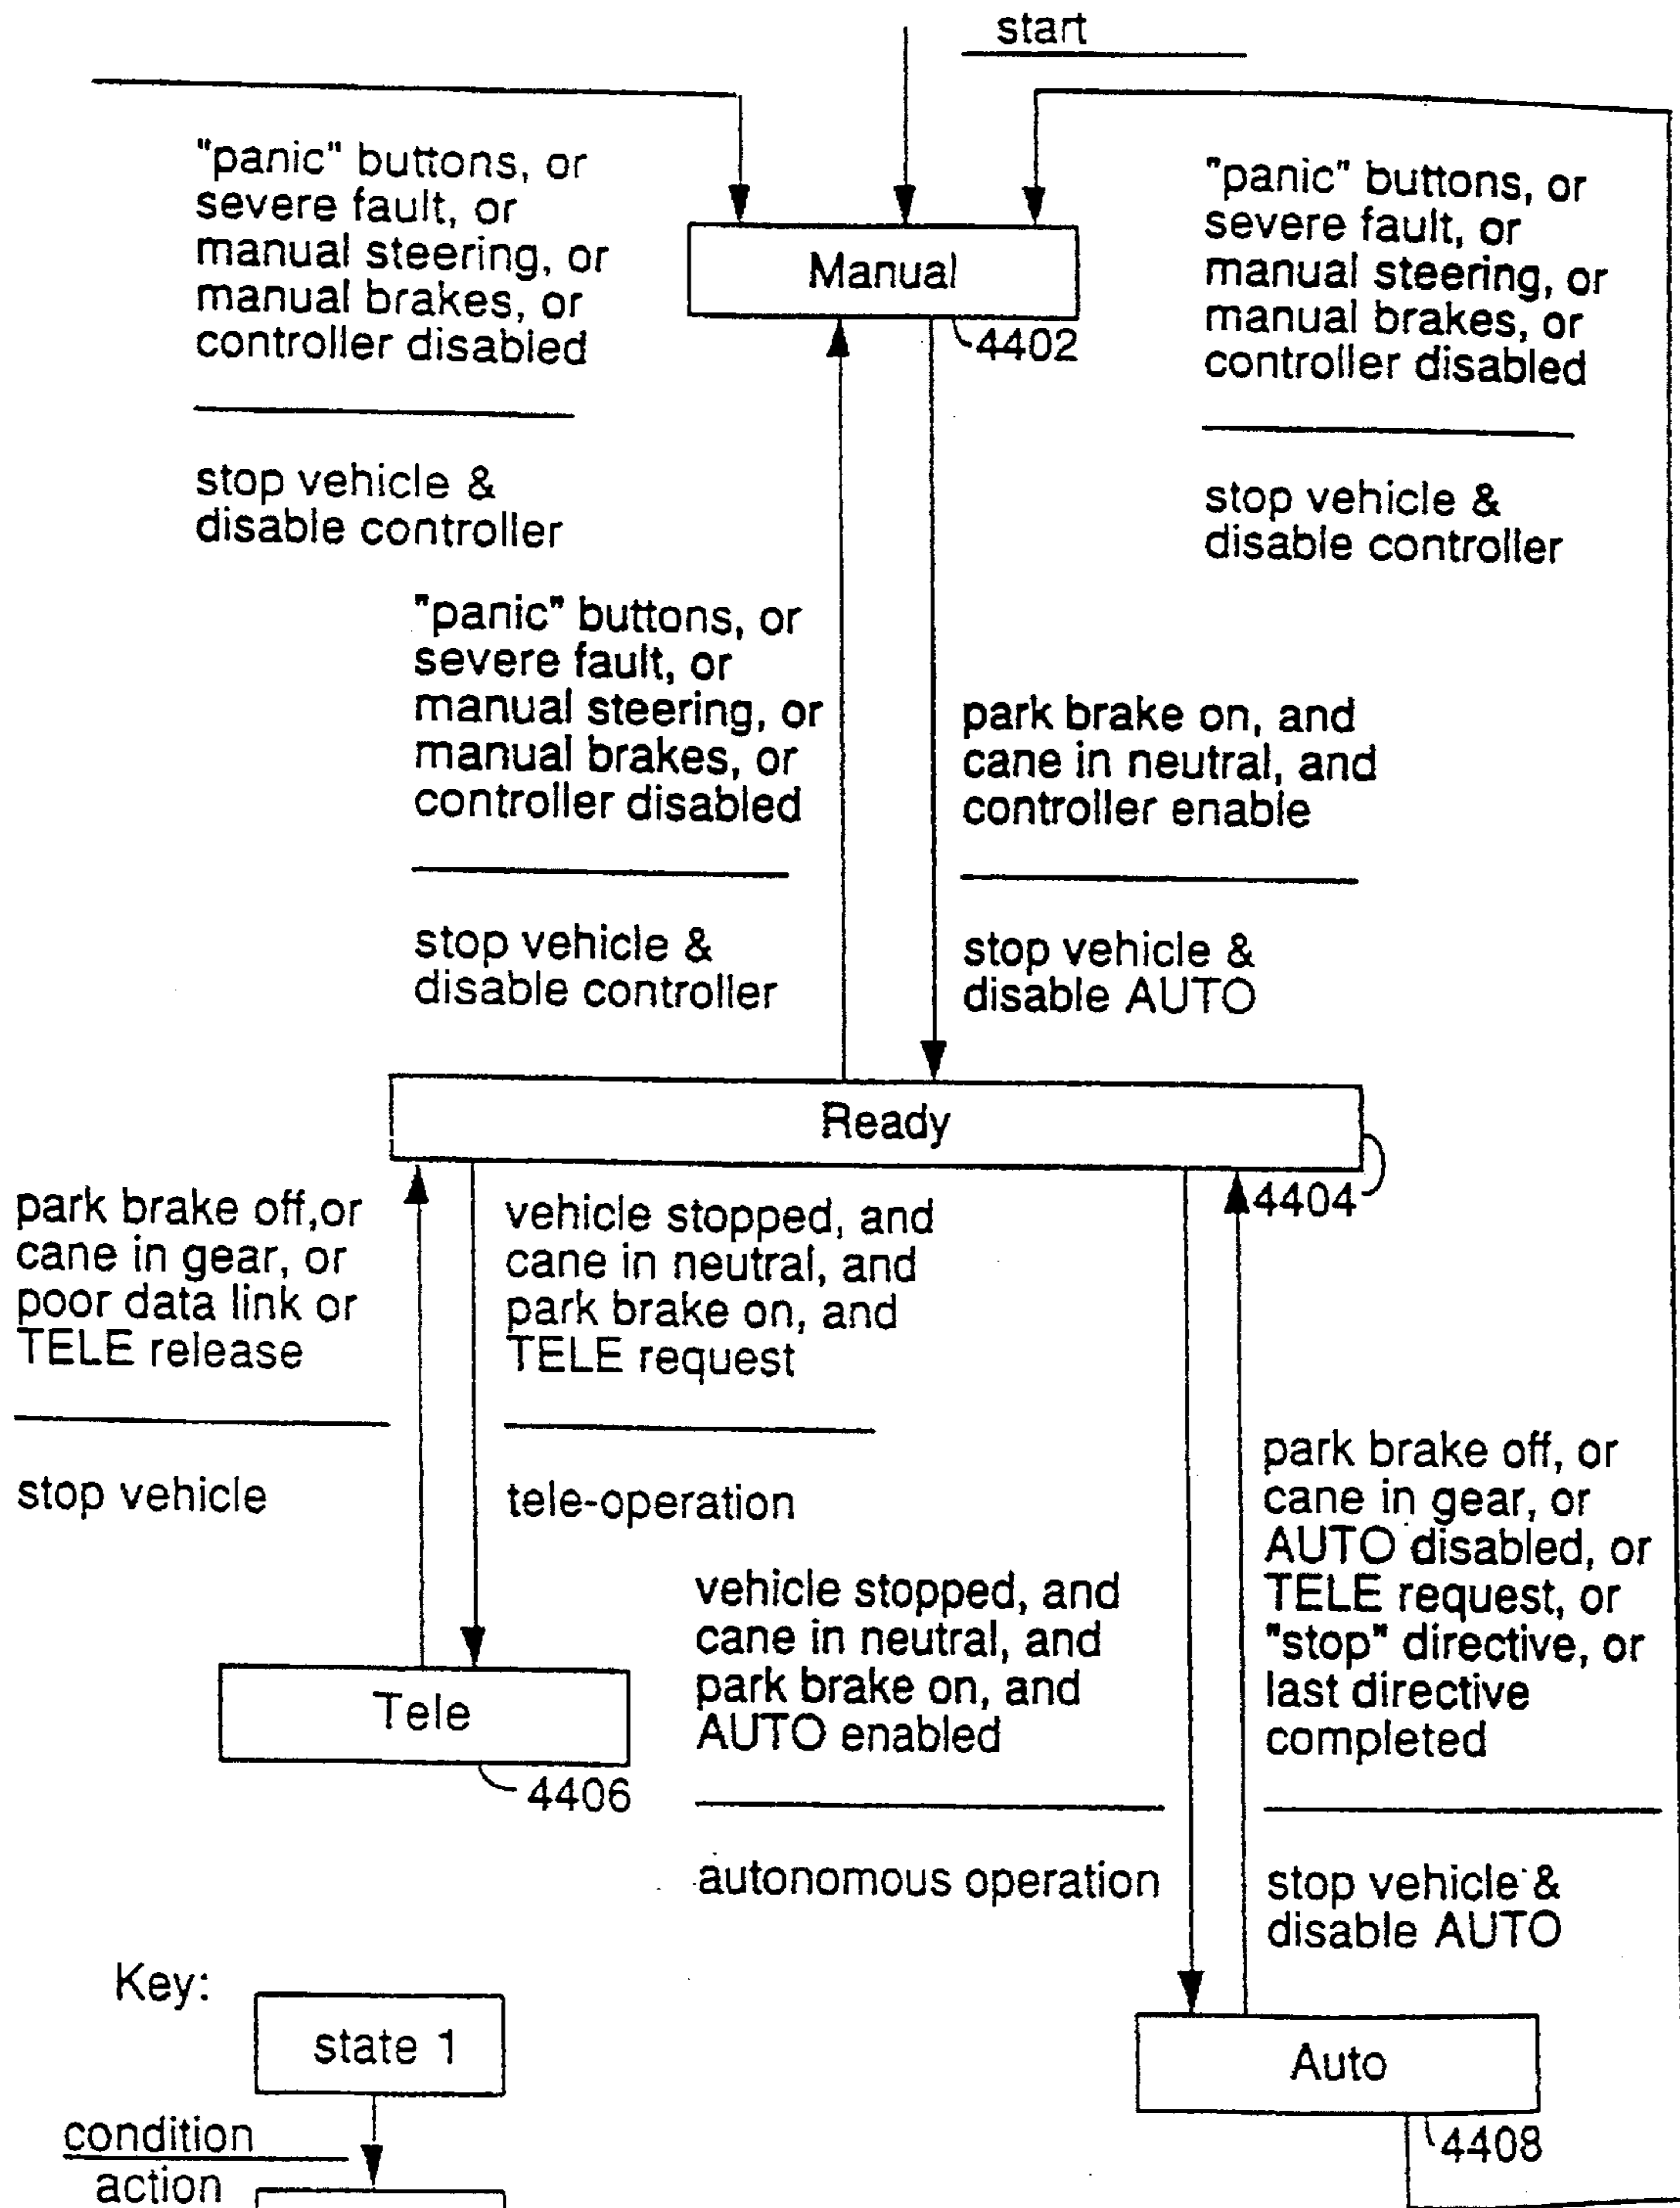 start
"panic" buttons, or
severe fault, or
manual steering, or
manual brakes, or
controller disabled
stop vehicle &
disable controller
Manual
4402
"panic" buttons, or
severe fault, or
manual steering, or
manual brakes, or
controller disabled
stop vehicle &
disable controller
"panic" buttons, or
severe fault, or
manual steering, or
manual brakes, or
controller disabled
stop vehicle &
disable controller
park brake on, and
cane in neutral, and
controller enable
stop vehicle &
disable AUTO
Ready
4404
park brake off,or
cane in gear, or
poor data link or
TELE release
stop vehicle
vehicle stopped, and
cane in neutral, and
park brake on, and
TELE request
tele-operation
Tele
4406
vehicle stopped, and
cane in neutral, and
park brake on, and
AUTO enabled
autonomous operation
park brake off, or
cane in gear, or
AUTO disabled, or
TELE request, or
"stop" directive, or
last directive
completed
stop vehicle &
disable AUTO
Auto
4408
Key:
state 1
condition
action